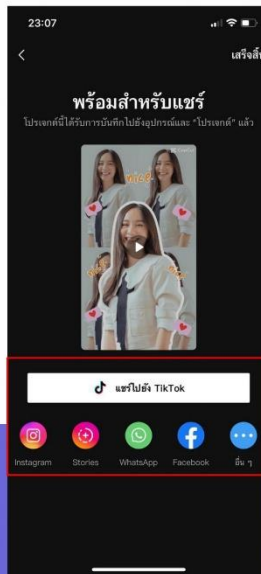 23:07
เสร็จสิ้น
พร้อมสำหรับแชร์
โปรเจกต์นี้ได้รับการบันทึกไปยังอุปกรณ์และ "โปรเจกต์" แล้ว
nice!
แชร์ไปยัง TikTok
Instagram
Stories
WhatsApp
Facebook
อื่น ๆ